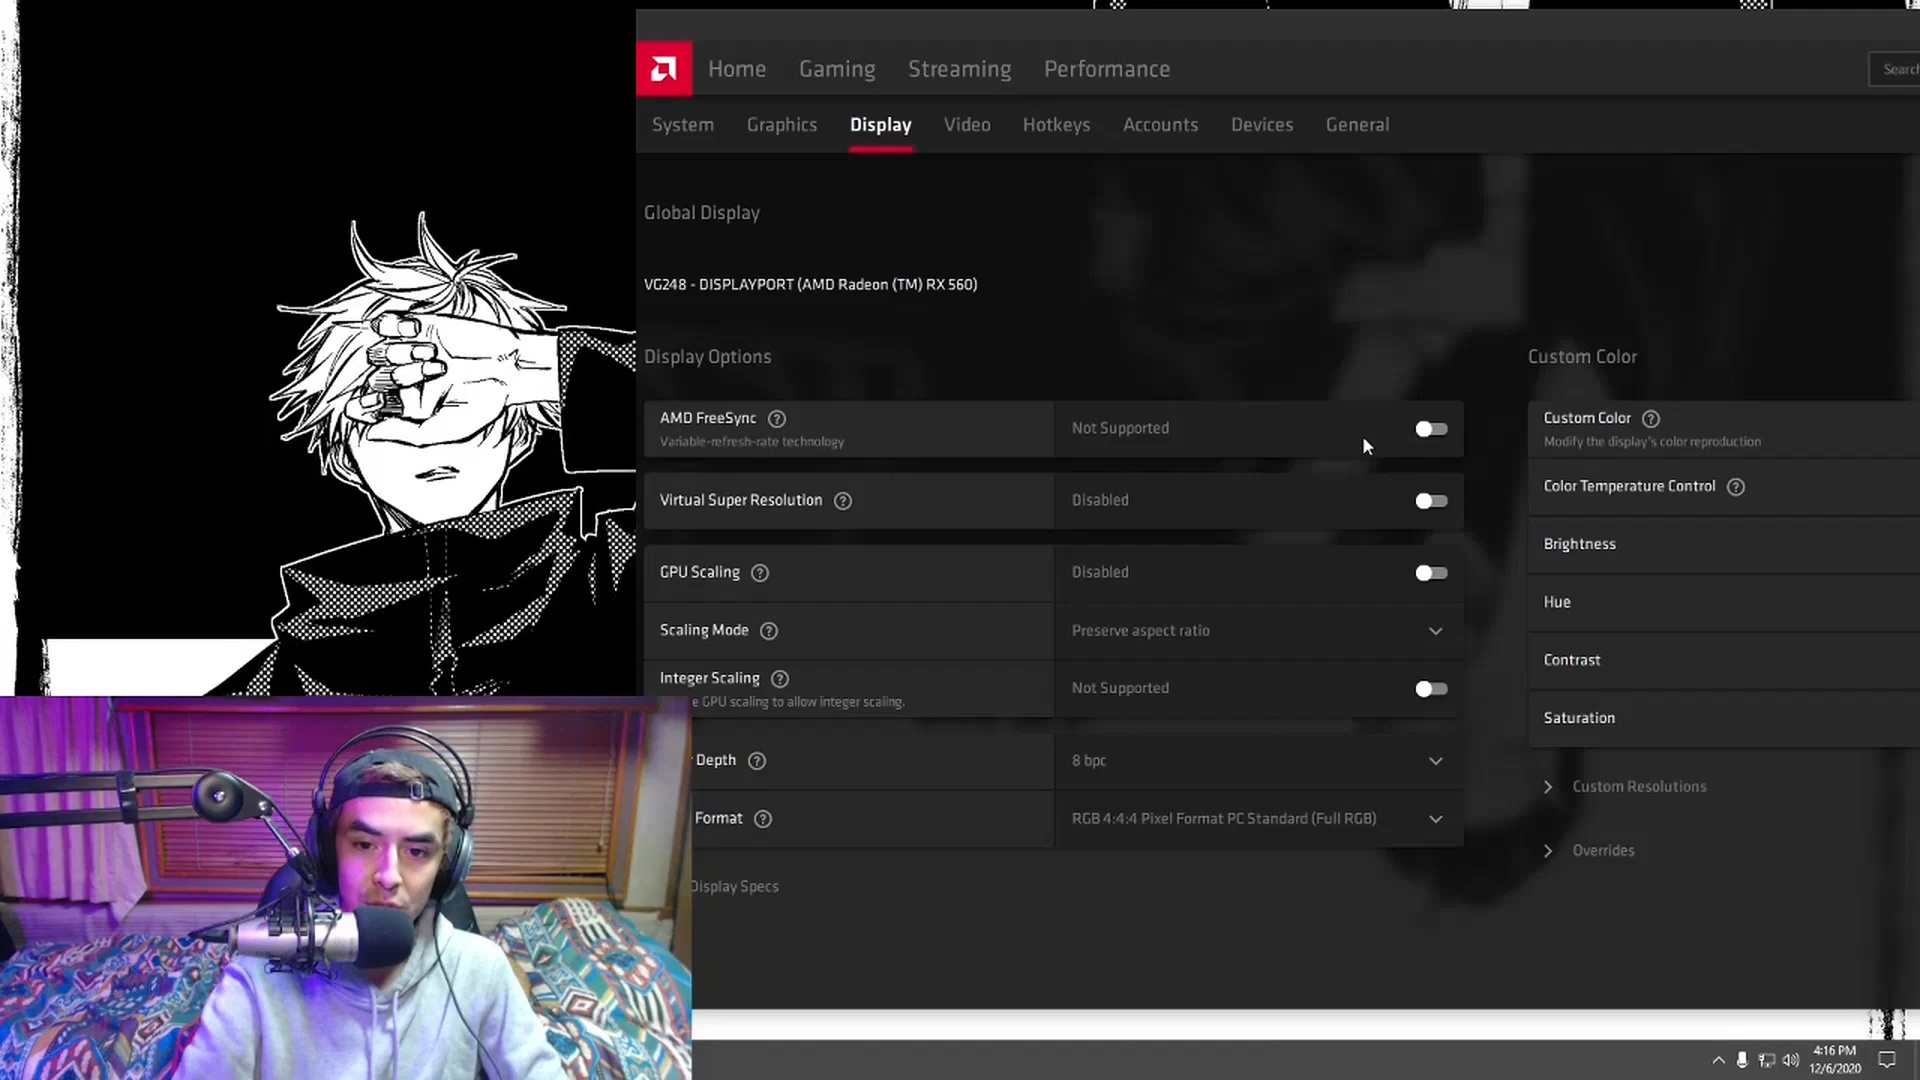 Home Gaming Streaming Performance
Search
System Graphics Display Video Hotkeys Accounts Devices General
Global Display
VG248 - DISPLAYPORT (AMD Radeon (TM) RX 560)
Display Options
AMD FreeSync
Variable-refresh-rate technology
Not Supported
Virtual Super Resolution
Disabled
GPU Scaling
Disabled
Scaling Mode
Preserve aspect ratio
Integer Scaling
GPU scaling to allow integer scaling.
Not Supported
Depth
8 bpc
Format
RGB 4:4:4 Pixel Format PC Standard (Full RGB)
Display Specs
Custom Color
Custom Color
Modify the display's color reproduction
Color Temperature Control
Brightness
Hue
Contrast
Saturation
Custom Resolutions
Overrides
4:16 PM
12/6/2020